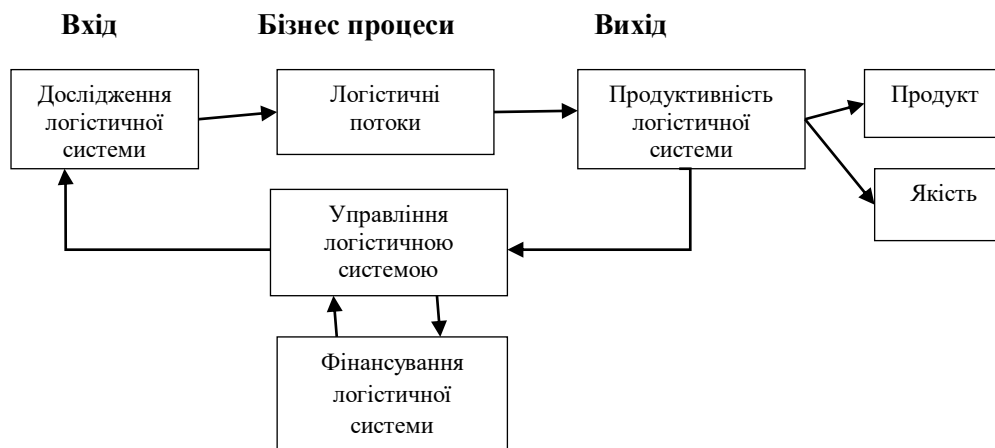 Вхід
Бізнес процеси
Вихід
Дослідження
логістичної
системи
Логістичні
потоки
Продуктивність
логістичної
системи
Продукт
Якість
Управління
логістичною
системою
Фінансування
логістичної
системи